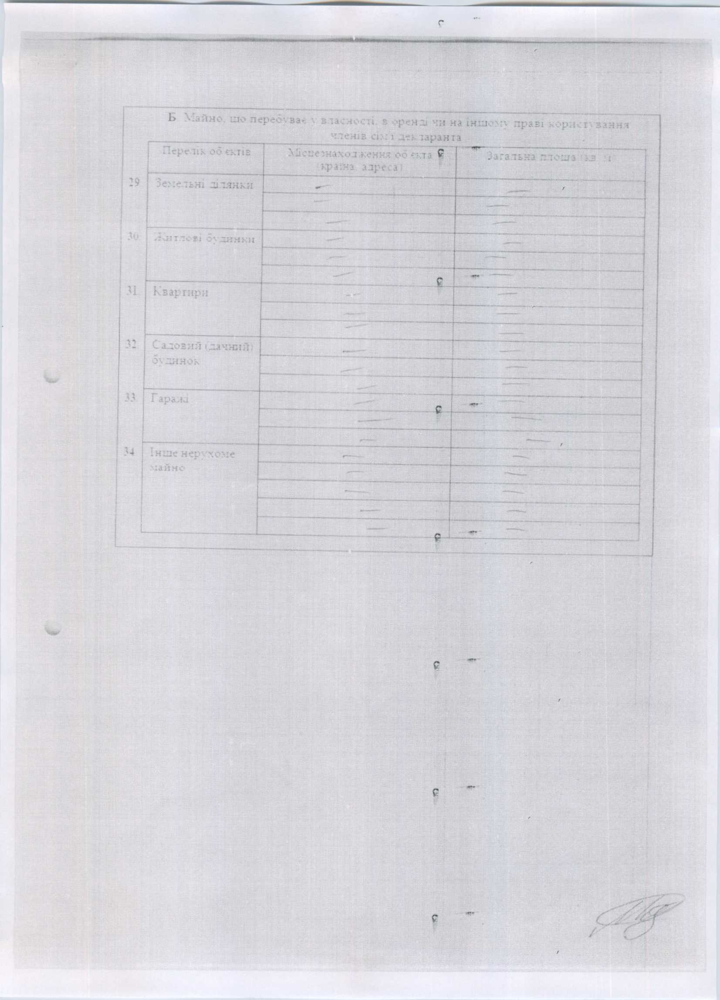 Б. Майно, що перебуває у власності, в оренді чи на іншому праві користування
членів сім'ї декларанта
Перелік об'єктів
Місцезнаходження об'єкта
(країна, адреса)
Загальна площа (кв. м)
29. Земельні ділянки — —
— —
— —
30. Житлові будинки — —
— —
— —
31. Квартири — —
— —
— —
32. Садовий (дачний) — —
будинок — —
— —
33. Гаражі — —
— —
— —
34. Інше нерухоме — —
майно — —
— —
— —
— —